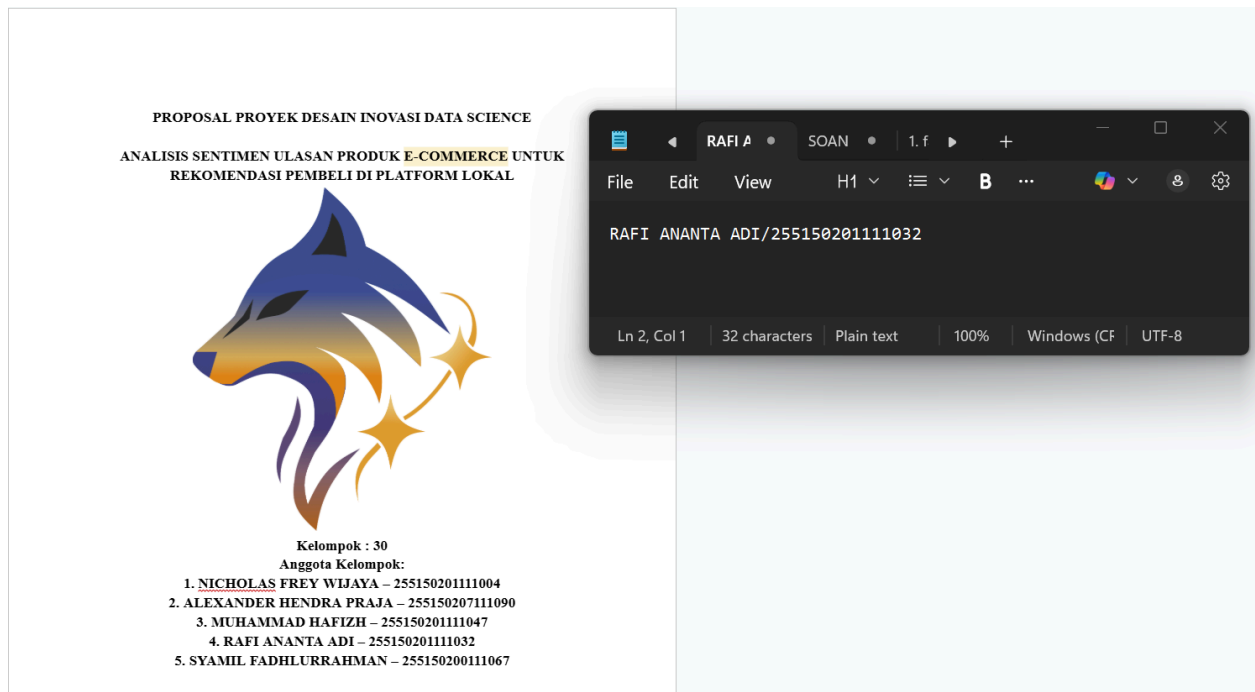 PROPOSAL PROYEK DESAIN INOVASI DATA SCIENCE
ANALISIS SENTIMEN ULASAN PRODUK E-COMMERCE UNTUK
REKOMENDASI PEMBELI DI PLATFORM LOKAL
Kelompok : 30
Anggota Kelompok:
1. NICHOLAS FREY WIJAYA – 255150201111004
2. ALEXANDER HENDRA PRAJA – 255150207111090
3. MUHAMMAD HAFIZH – 255150201111047
4. RAFI ANANTA ADI – 255150201111032
5. SYAMIL FADHLURRAHMAN – 255150200111067
RAFI A SOAN 1. f
File Edit View H1 B
RAFI ANANTA ADI/255150201111032
Ln 2, Col 1 32 characters Plain text 100% Windows (CF UTF-8